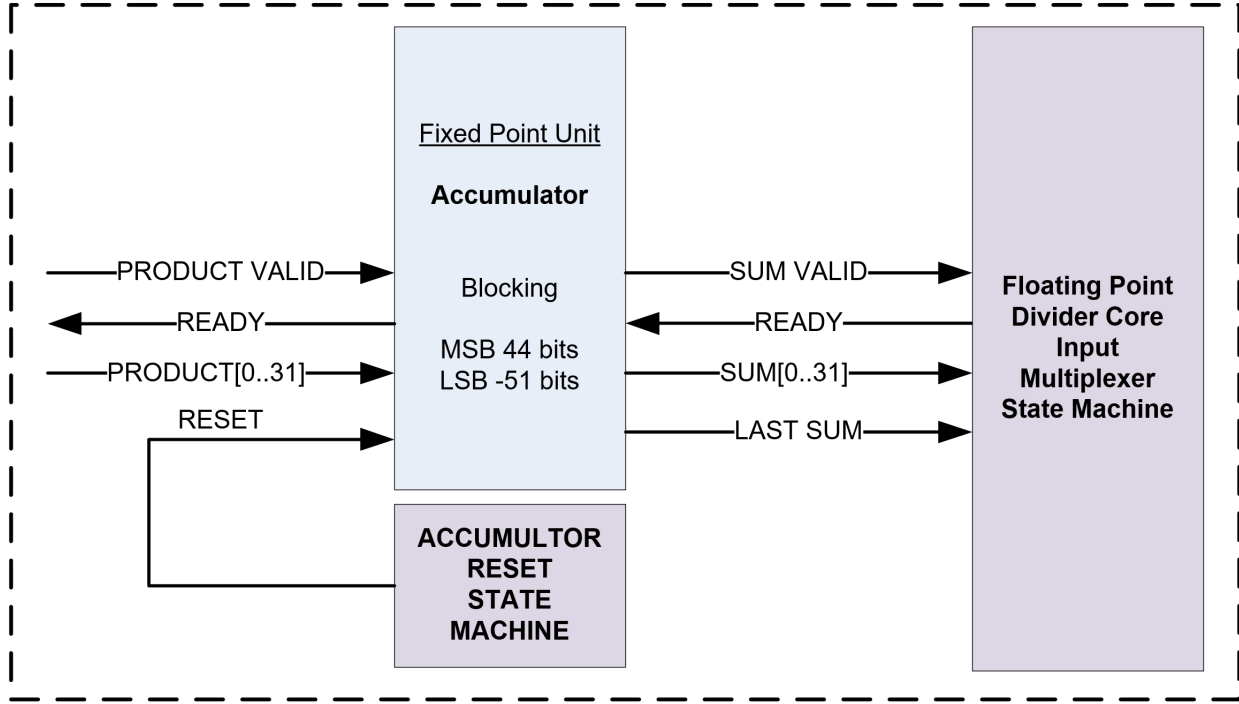 Fixed Point Unit
Accumulator
Blocking
MSB 44 bits
LSB -51 bits
PRODUCT VALID
READY
PRODUCT[0..31]
RESET
SUM VALID
READY
SUM[0..31]
LAST SUM
Floating Point
Divider Core
Input
Multiplexer
State Machine
ACCUMULTOR
RESET
STATE
MACHINE